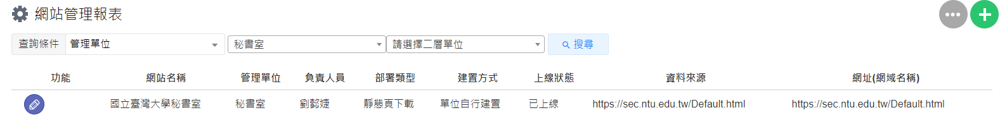 網站管理報表
查詢條件 管理單位 秘書室 請選擇二層單位 搜尋
功能 網站名稱 管理單位 負責人員 部署類型 建置方式 上線狀態 資料來源 網址(網域名稱)
國立臺灣大學秘書室 秘書室 劉懿婕 靜態頁下載 單位自行建置 已上線 https://sec.ntu.edu.tw/Default.html https://sec.ntu.edu.tw/Default.html